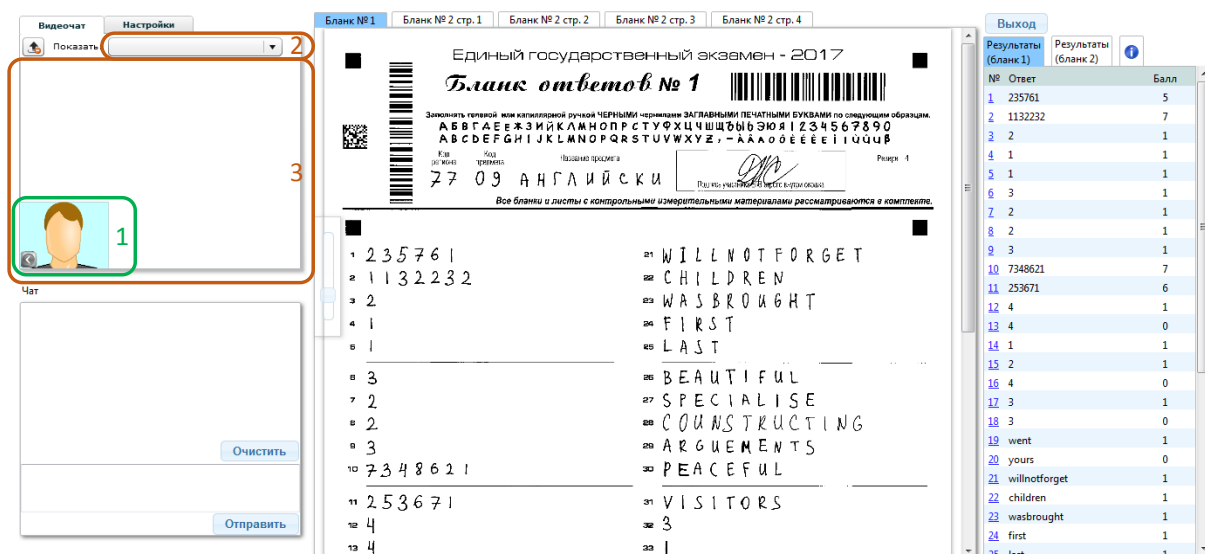 Видеочат Настройки
Показать 2
3
1
Чат
Очистить
Отправить
Бланк № 1 Бланк № 2 стр. 1 Бланк № 2 стр. 2 Бланк № 2 стр. 3 Бланк № 2 стр. 4
Единый государственный экзамен - 2017
Бланк ответов № 1
Заполнять гелевой или капиллярной ручкой ЧЕРНЫМИ чернилами ЗАГЛАВНЫМИ ПЕЧАТНЫМИ БУКВАМИ по следующим образцам.
АБВГДЕЁЖЗИЙКЛМНОПРСТУФХЦЧШЩЪЫЬЭЮЯ1234567890
Код региона Код предмета Название предмета Резерв 4
77 09 АНГЛИЙСКИ
Все бланки и листы с контрольными измерительными материалами рассматриваются в комплекте.
1 235761
2 1132232
3 2
4 1
5 1
6 3
7 2
8 2
9 3
10 7348621
11 253671
12 4
13 4
21 WILLNOTFORGET
22 CHILDREN
23 WASBROUGHT
24 FIRST
25 LAST
26 BEAUTIFUL
27 SPECIALISE
28 COUNSTRUCTING
29 ARGUEMENTS
30 PEACEFUL
31 VISITORS
32 3
33 1
Выход
Результаты (бланк 1) Результаты (бланк 2)
№ Ответ Балл
1 235761 5
2 1132232 7
3 2 1
4 1 1
5 1 1
6 3 1
7 2 1
8 2 1
9 3 1
10 7348621 7
11 253671 6
12 4 1
13 4 0
14 1 1
15 2 1
16 4 0
17 3 1
18 3 0
19 went 1
20 yours 0
21 willnotforget 1
22 children 1
23 wasbrought 1
24 first 1
25 last 1